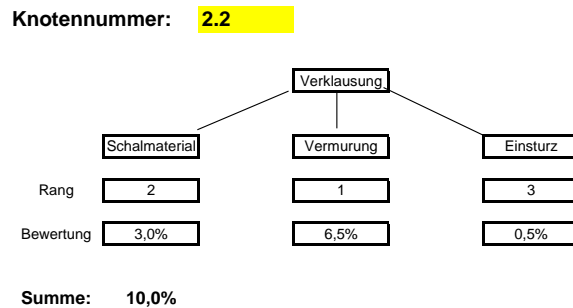 Knotennummer: 2.2
Verklausung
Schalmaterial Vermurung Einsturz
Rang 2 1 3
Bewertung 3,0% 6,5% 0,5%
Summe: 10,0%